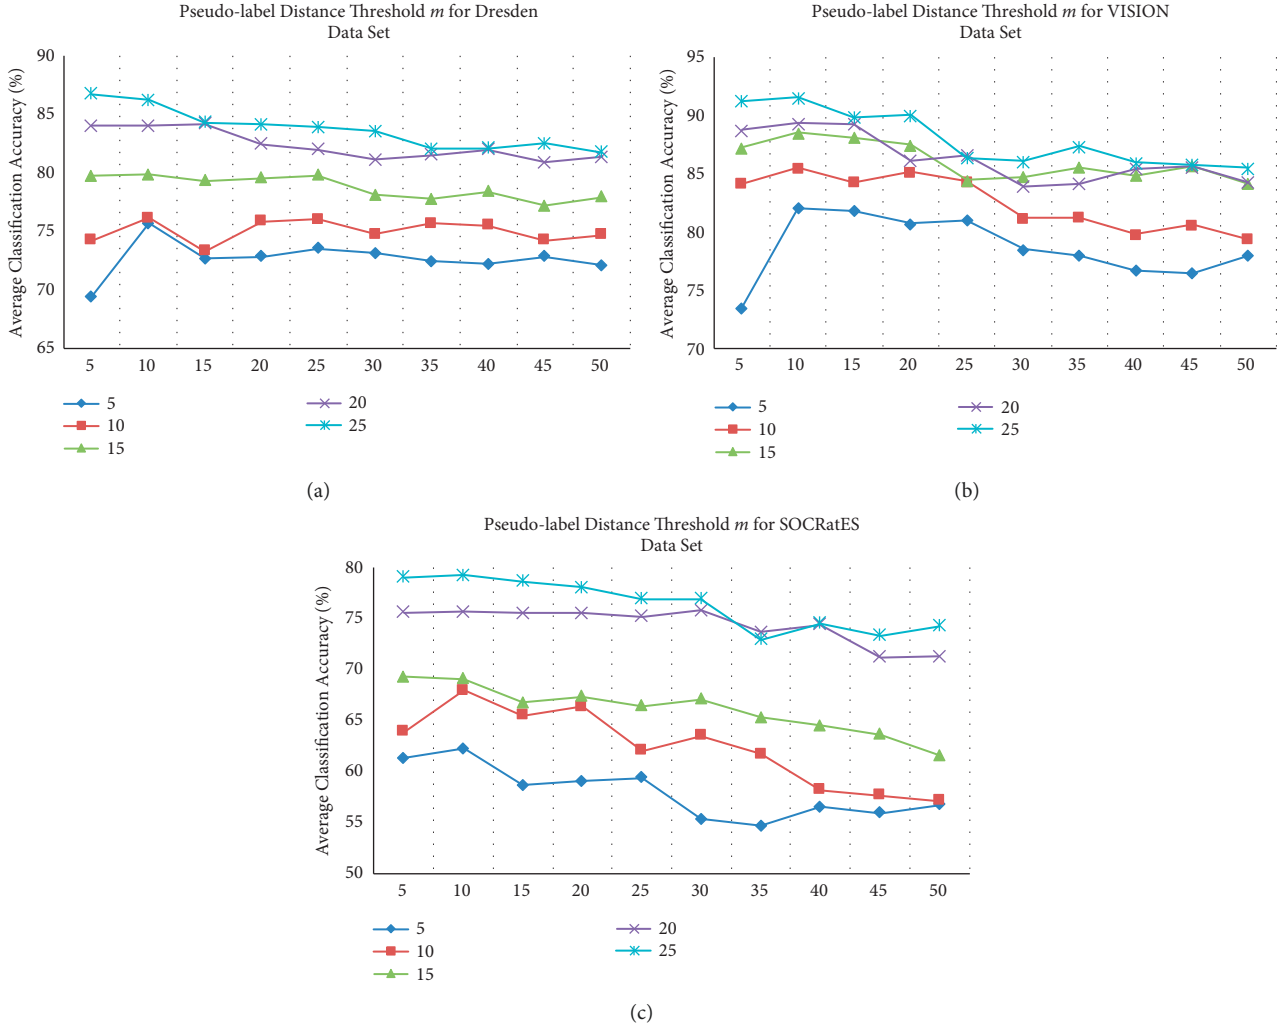 Pseudo-label Distance Threshold m for Dresden
Data Set
Average Classification Accuracy (%)
90
85
80
75
70
65
5 10 15 20 25 30 35 40 45 50
5
10
15
20
25
(a)
Pseudo-label Distance Threshold m for VISION
Data Set
Average Classification Accuracy (%)
95
90
85
80
75
70
5 10 15 20 25 30 35 40 45 50
5
10
15
20
25
(b)
Pseudo-label Distance Threshold m for SOCRatES
Data Set
Average Classification Accuracy (%)
80
75
70
65
60
55
50
5 10 15 20 25 30 35 40 45 50
5
10
15
20
25
(c)